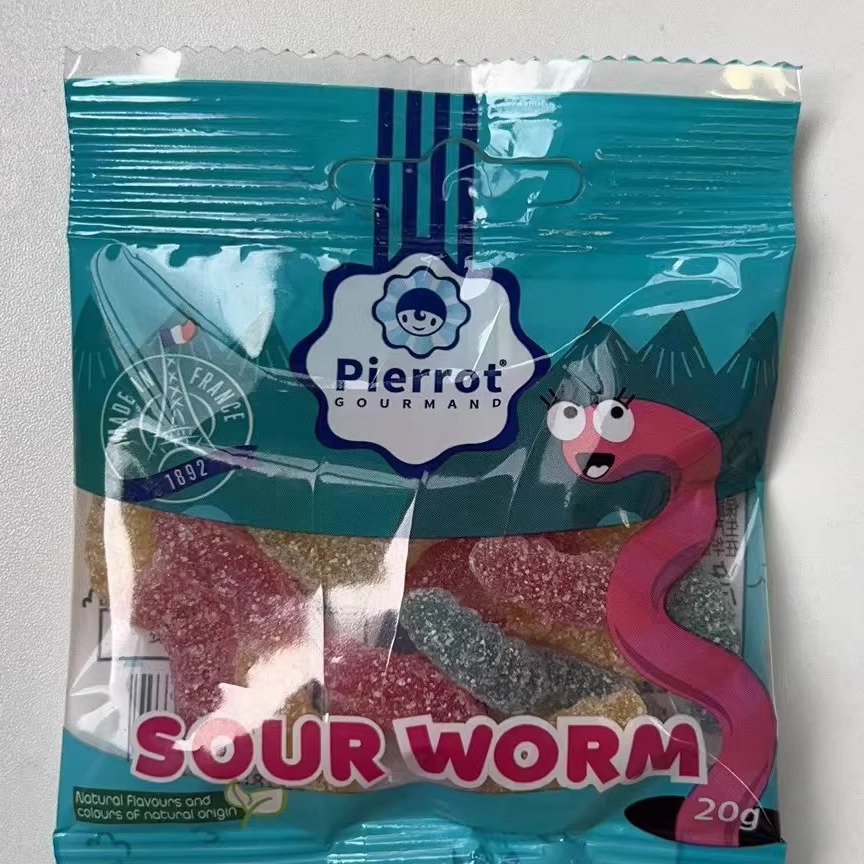 Pierrot®
GOURMAND
MADE IN FRANCE
1892
SOUR WORM
Natural flavours and
colours of natural origin
20g